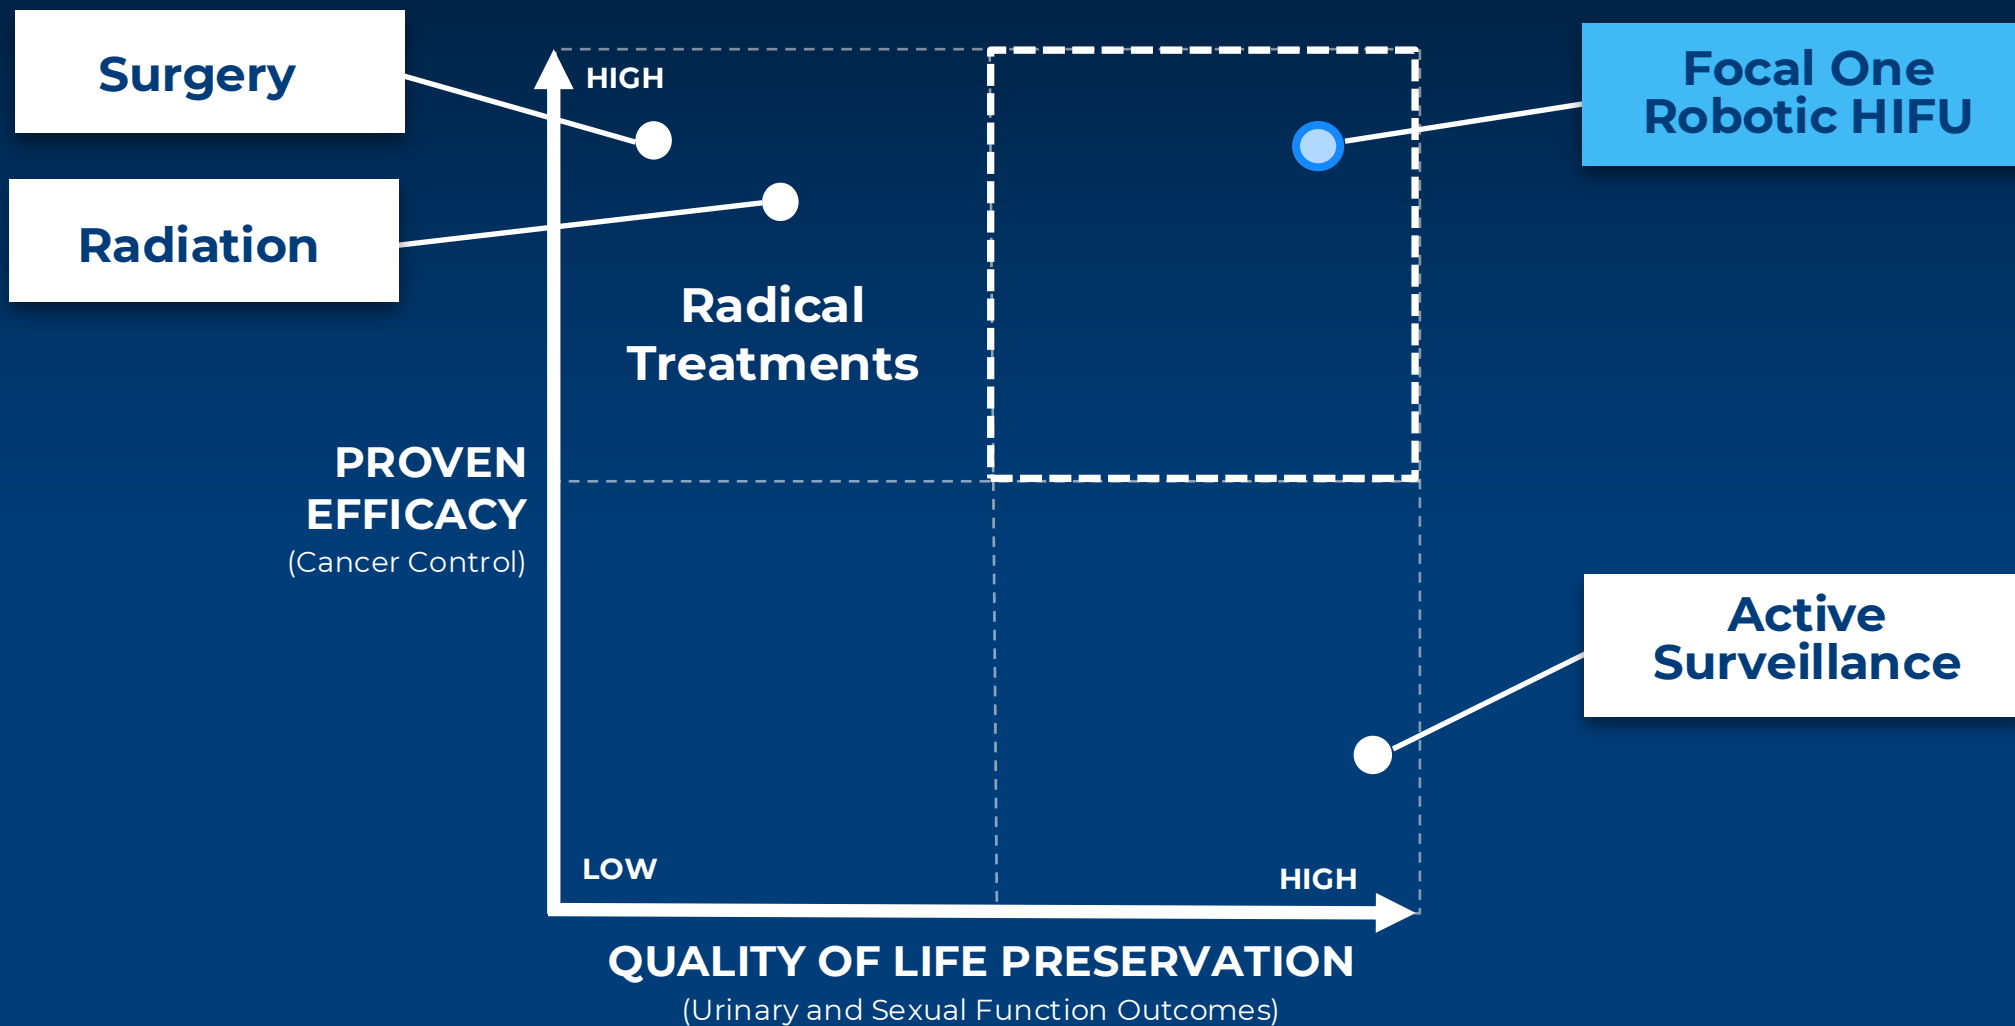 Surgery
Radiation
HIGH
Focal One
Robotic HIFU
Radical
Treatments
PROVEN
EFFICACY
(Cancer Control)
Active
Surveillance
LOW
HIGH
QUALITY OF LIFE PRESERVATION
(Urinary and Sexual Function Outcomes)